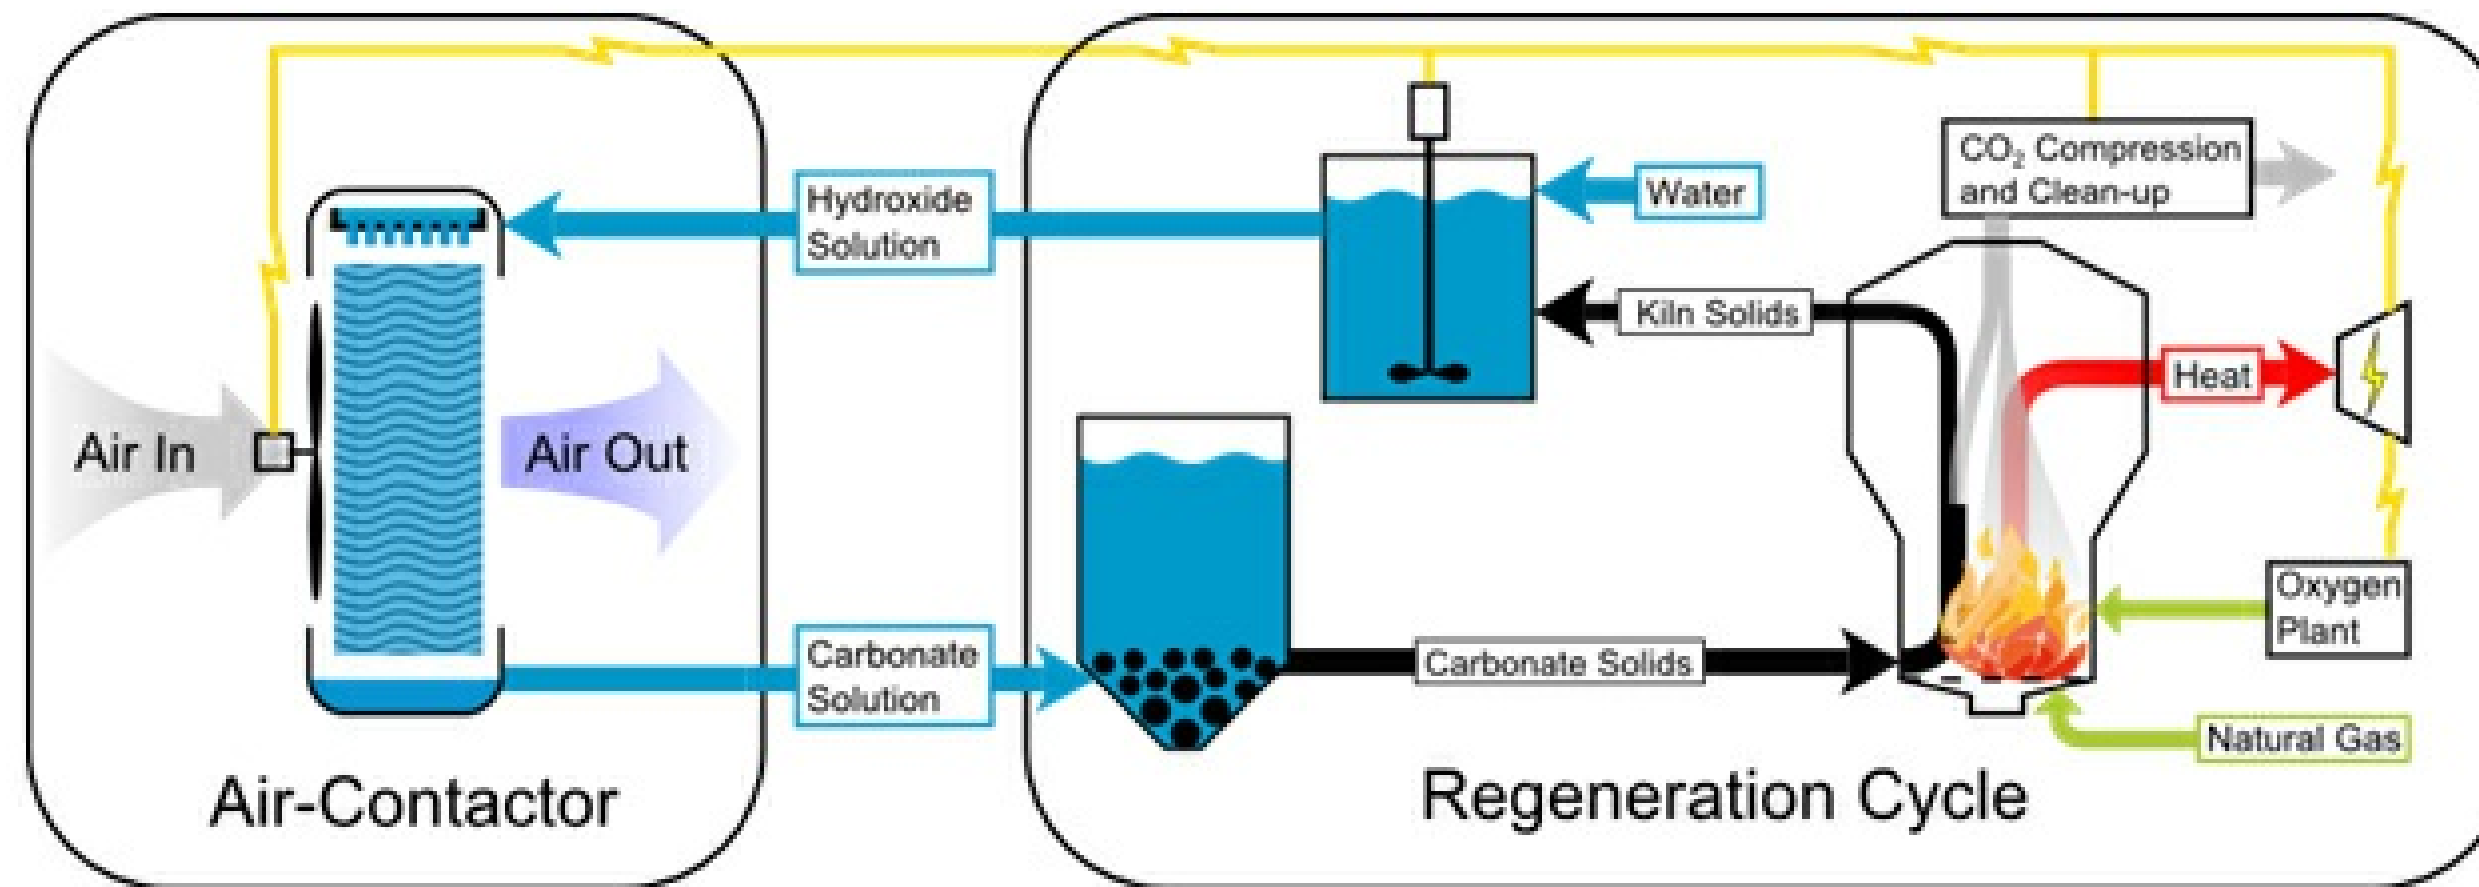 Hydroxide
Solution
Water
CO₂ Compression
and Clean-up
Kiln Solids
Heat
Air In
Air Out
Carbonate
Solution
Carbonate Solids
Oxygen
Plant
Natural Gas
Air-Contactor
Regeneration Cycle